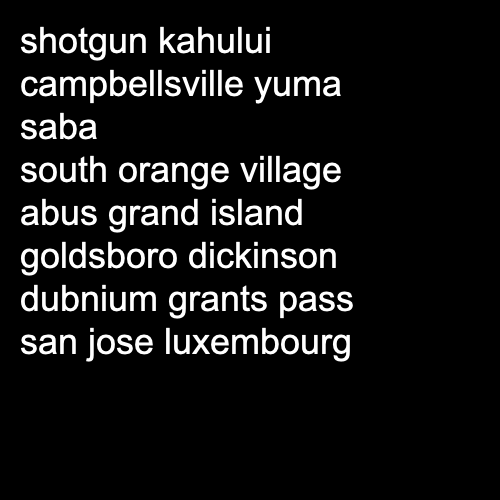 shotgun kahului
campbellsville yuma
saba
south orange village
abus grand island
goldsboro dickinson
dubnium grants pass
san jose luxembourg